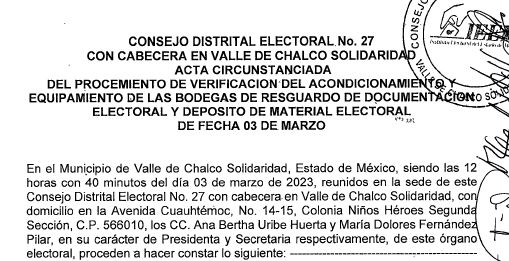 CONSEJO DISTRITAL ELECTORAL No. 27
CON CABECERA EN VALLE DE CHALCO SOLIDARIDAD
ACTA CIRCUNSTANCIADA
DEL PROCEMIENTO DE VERIFICACION DEL ACONDICIONAMIENTO Y
EQUIPAMIENTO DE LAS BODEGAS DE RESGUARDO DE DOCUMENTACION
ELECTORAL Y DEPOSITO DE MATERIAL ELECTORAL
DE FECHA 03 DE MARZO
CONSEJO
IEEM
VALLE DE CHALCO SO
En el Municipio de Valle de Chalco Solidaridad, Estado de México, siendo las 12
horas con 40 minutos del día 03 de marzo de 2023, reunidos en la sede de este
Consejo Distrital Electoral No. 27 con cabecera en Valle de Chalco Solidaridad, con
domicilio en la Avenida Cuauhtémoc, No. 14-15, Colonia Niños Héroes Segunda
Sección, C.P. 566010, los CC. Ana Bertha Uribe Huerta y María Dolores Fernández
Pilar, en su carácter de Presidenta y Secretaria respectivamente, de este órgano
electoral, proceden a hacer constar lo siguiente: ------------------------------